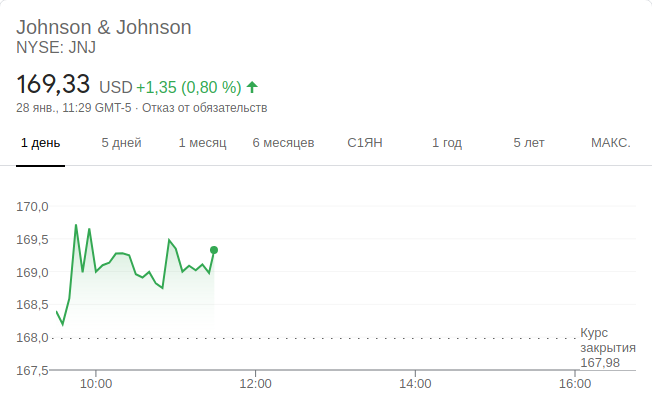 Johnson & Johnson
NYSE: JNJ
169,33 USD +1,35 (0,80 %)
28 янв., 11:29 GMT-5 · Отказ от обязательств
1 день 5 дней 1 месяц 6 месяцев С1ЯН 1 год 5 лет МАКС.
170,0
169,5
169,0
168,5
168,0
167,5
Курс
закрытия
167,98
10:00 12:00 14:00 16:00